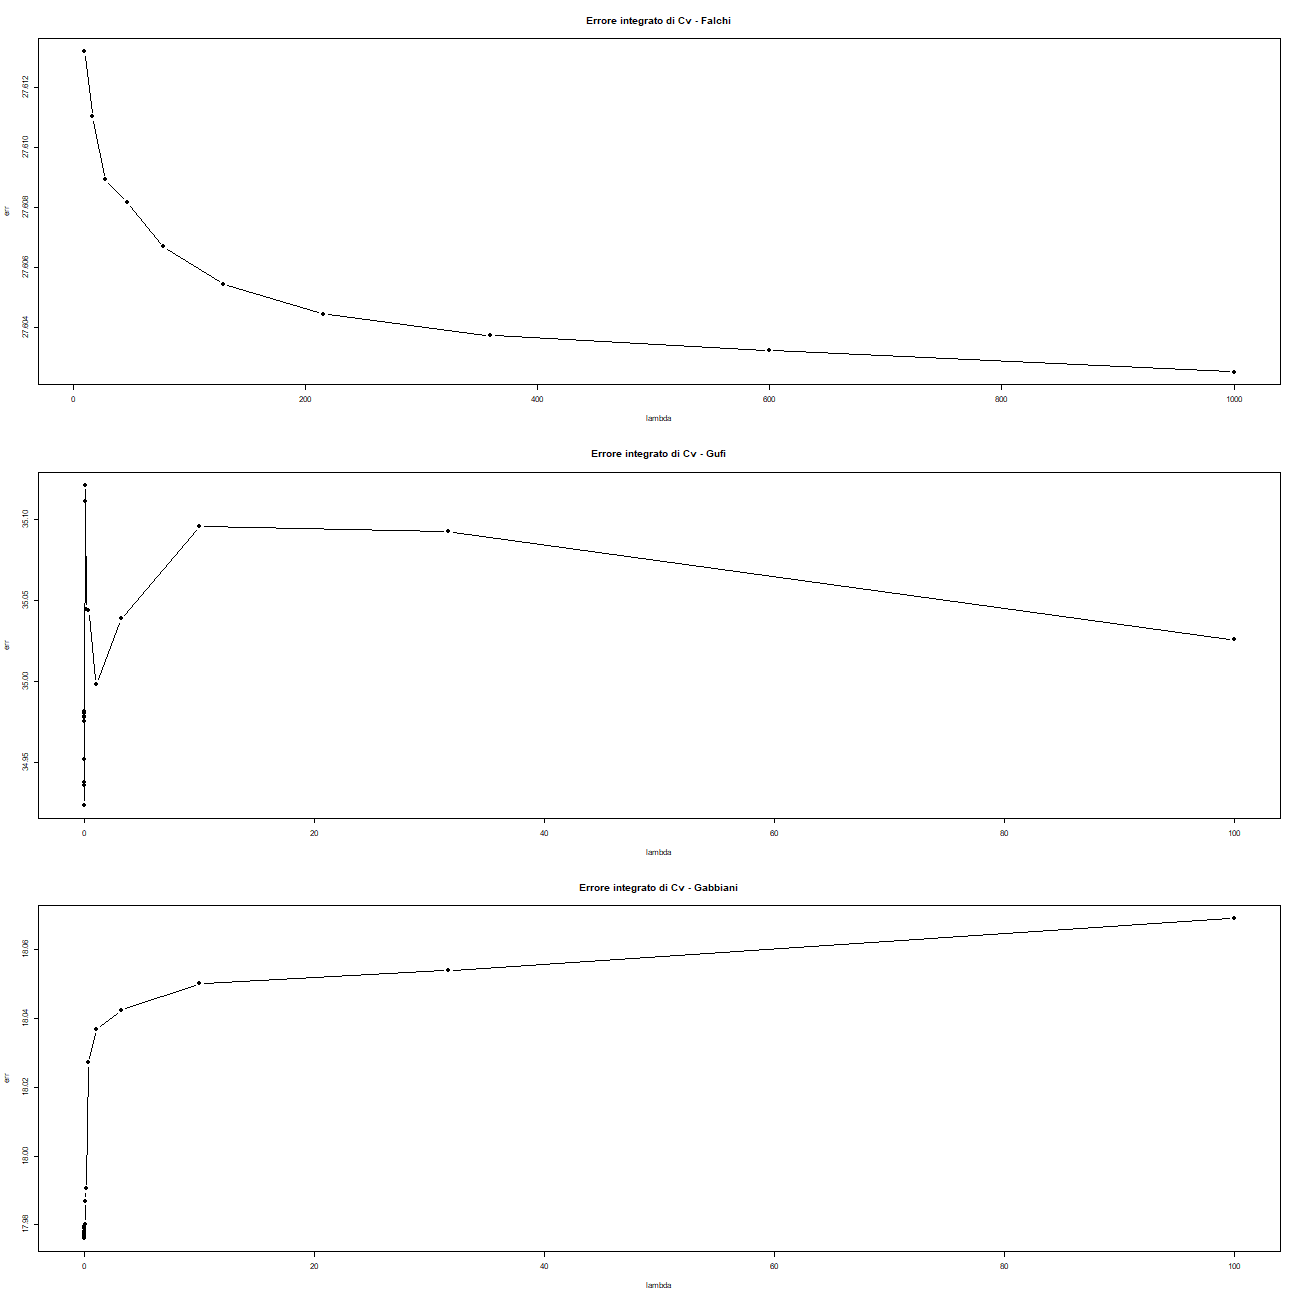 Errore integrato di Cv - Falchi
27.612
27.610
27.608
27.606
27.604
err
0 200 400 600 800 1000
lambda
Errore integrato di Cv - Gufi
35.10
35.05
35.00
34.95
err
0 20 40 60 80 100
lambda
Errore integrato di Cv - Gabbiani
18.06
18.04
18.02
18.00
17.98
err
0 20 40 60 80 100
lambda